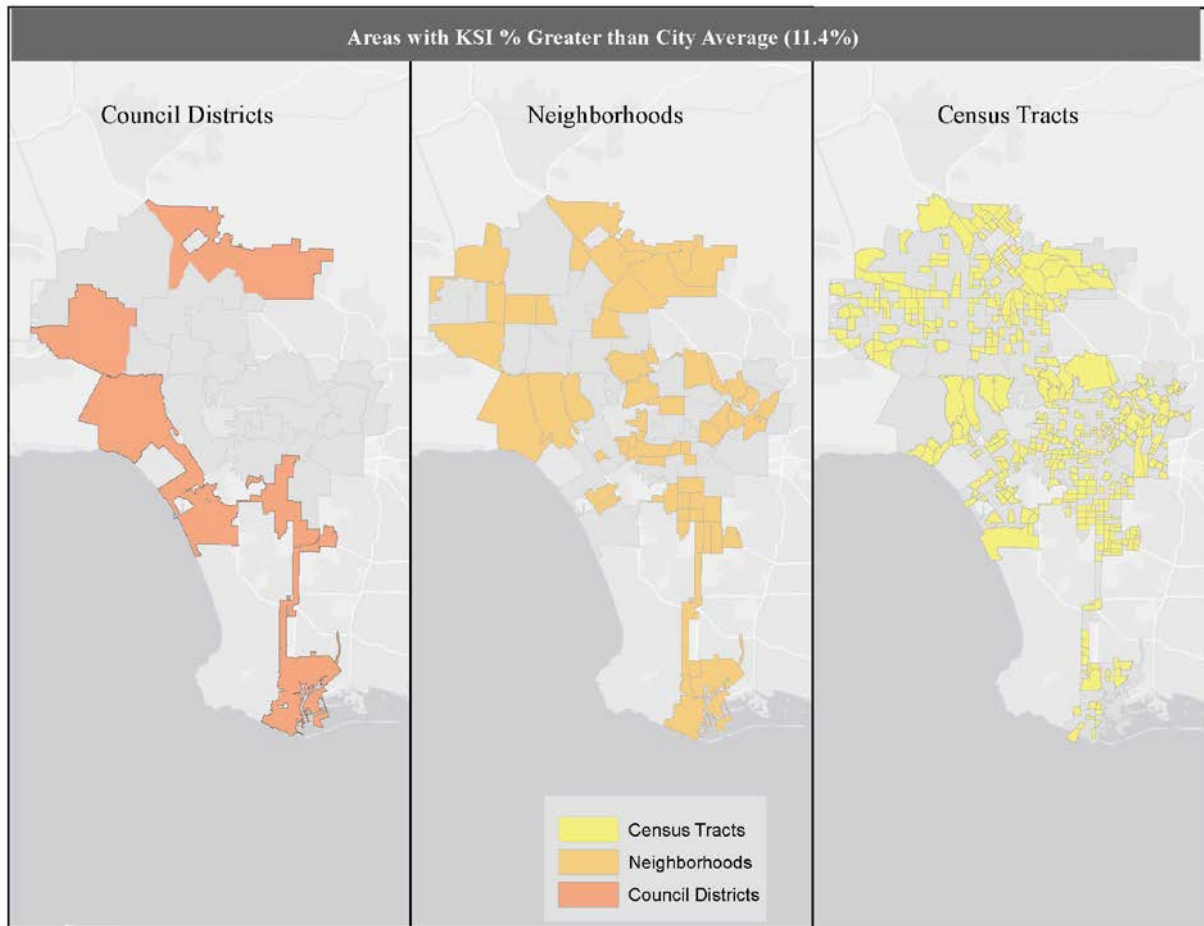 Areas with KSI % Greater than City Average (11.4%)
Council Districts
Neighborhoods
Census Tracts
Census Tracts
Neighborhoods
Council Districts